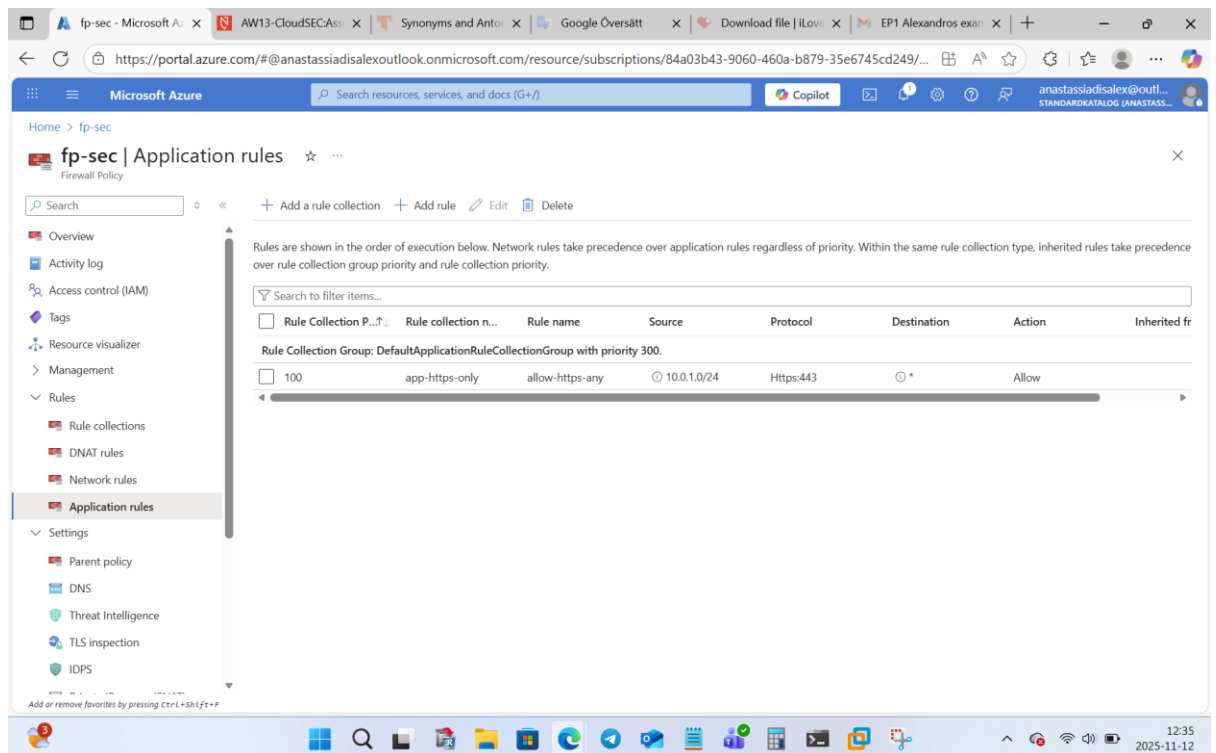 fp-sec - Microsoft Az
AW13-CloudSEC:Ass
Synonyms and Anton
Google Översätt
Download file | iLove
EP1 Alexandros exam
https://portal.azure.com/#@anastassiadisalexoutlook.onmicrosoft.com/resource/subscriptions/84a03b43-9060-460a-b879-35e6745cd249/...
Microsoft Azure
Search resources, services, and docs (G+/)
Copilot
1
anastassiadisalex@outl...
STANDARDKATALOG (ANASTASS...
Home > fp-sec
fp-sec | Application rules
Firewall Policy
Search
Add a rule collection
Add rule
Edit
Delete
Overview
Activity log
Access control (IAM)
Tags
Resource visualizer
Management
Rules
Rule collections
DNAT rules
Network rules
Application rules
Settings
Parent policy
DNS
Threat Intelligence
TLS inspection
IDPS
Add or remove favorites by pressing Ctrl+Shift+F
Rules are shown in the order of execution below. Network rules take precedence over application rules regardless of priority. Within the same rule collection type, inherited rules take precedence
over rule collection group priority and rule collection priority.
Search to filter items...
Rule Collection P...↑↓ Rule collection n... Rule name Source Protocol Destination Action Inherited fr
Rule Collection Group: DefaultApplicationRuleCollectionGroup with priority 300.
100 app-https-only allow-https-any 10.0.1.0/24 Https:443 * Allow
3
12:35
2025-11-12